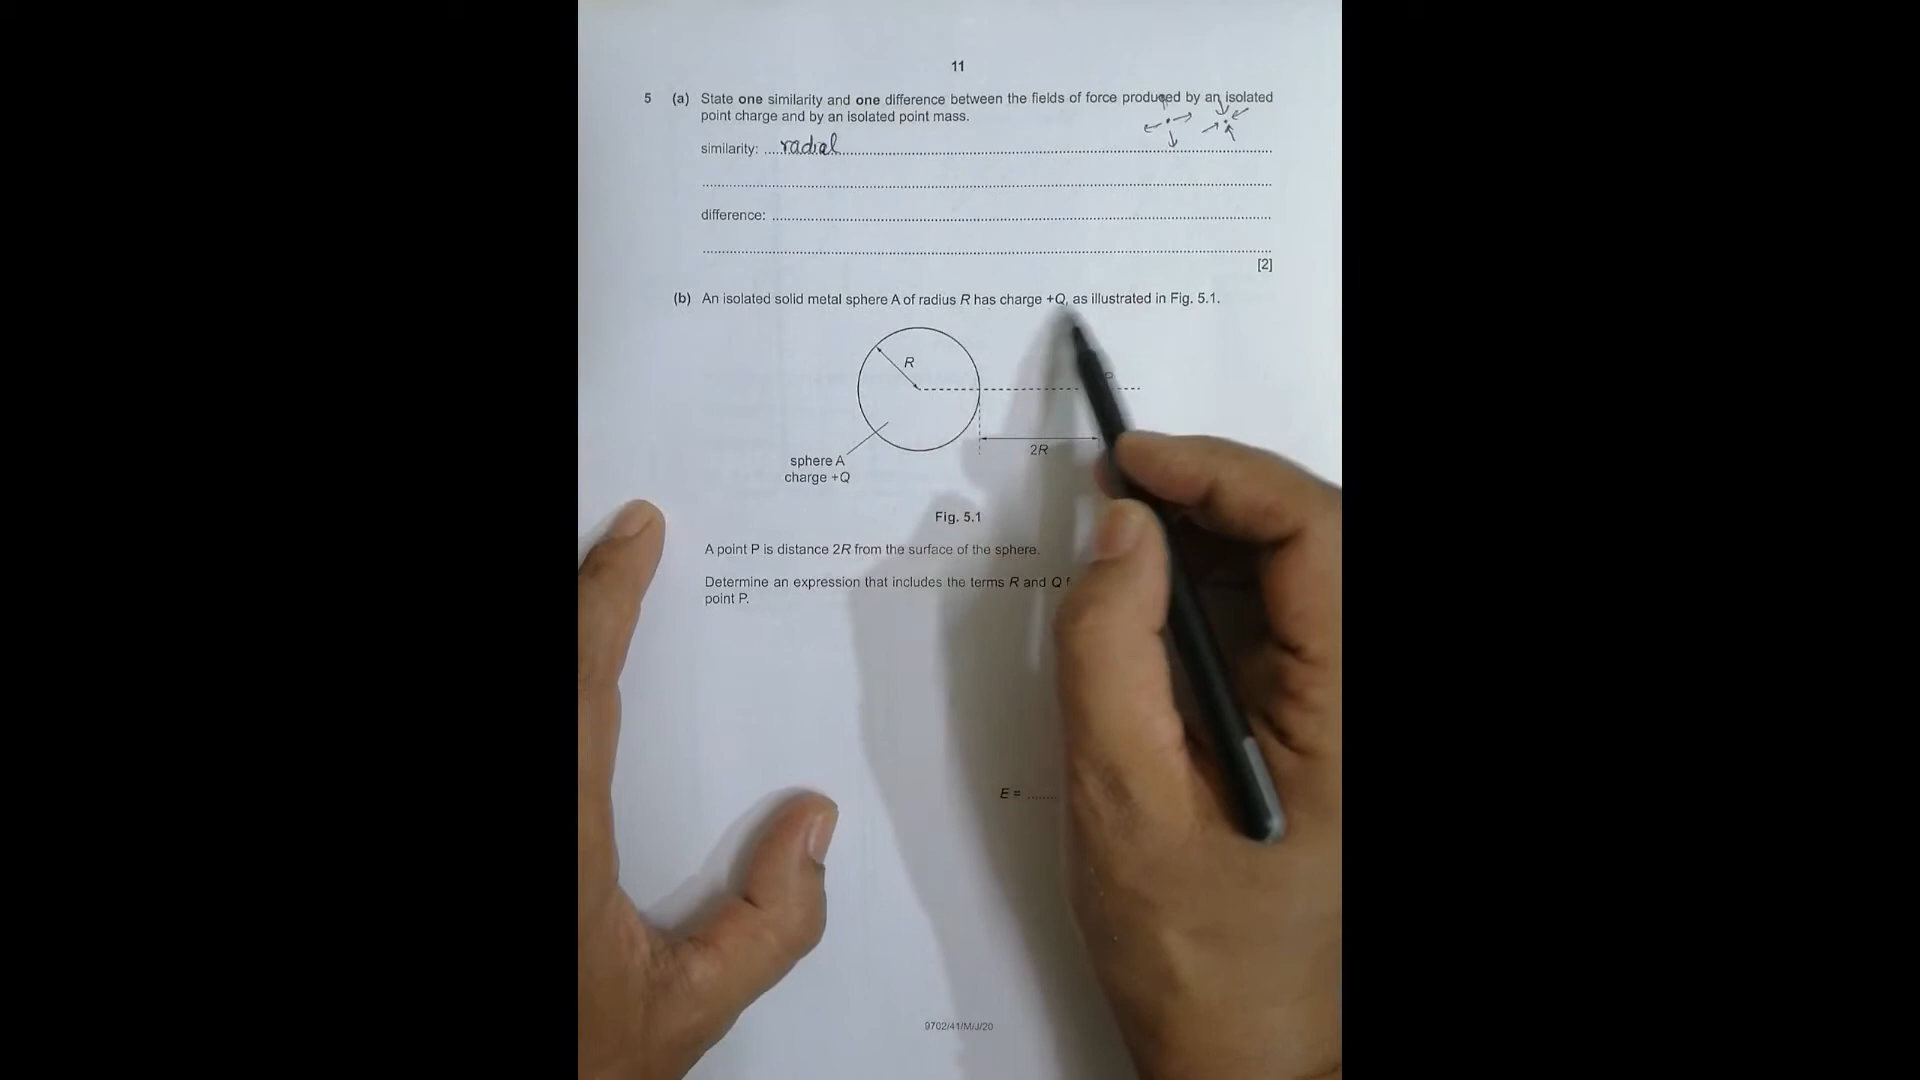 11
5 (a) State one similarity and one difference between the fields of force produced by an isolated
point charge and by an isolated point mass.
similarity: radial
difference:
[2]
(b) An isolated solid metal sphere A of radius R has charge +Q, as illustrated in Fig. 5.1.
R
P
2R
sphere A
charge +Q
Fig. 5.1
A point P is distance 2R from the surface of the sphere.
Determine an expression that includes the terms R and Q
point P.
E =
9702/41/M/J/20